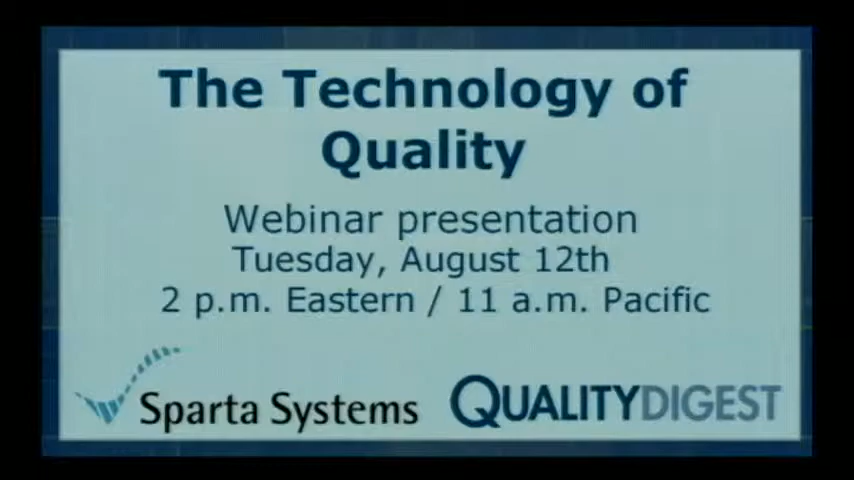 The Technology of
Quality
Webinar presentation
Tuesday, August 12th
2 p.m. Eastern / 11 a.m. Pacific
Sparta Systems
QUALITYDIGEST